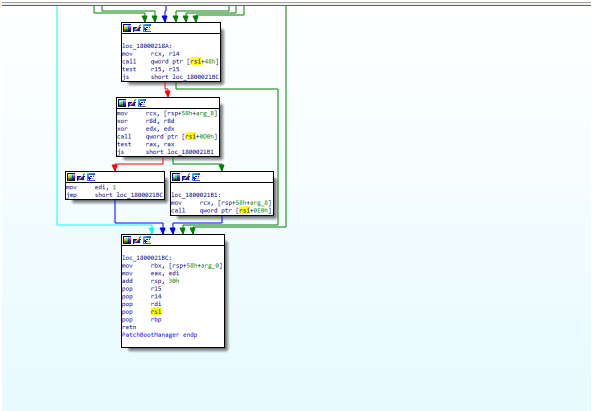 loc_18000218A:
mov rcx, r14
call qword ptr [rsi+48h]
test r15, r15
js short loc_1800021BC
mov rcx, [rsp+58h+arg_8]
xor r8d, r8d
xor edx, edx
call qword ptr [rsi+0D0h]
test rax, rax
js short loc_1800021B1
mov edi, 1
jmp short loc_1800021BC
loc_1800021B1:
mov rcx, [rsp+58h+arg_8]
call qword ptr [rsi+0E0h]
loc_1800021BC:
mov rbx, [rsp+58h+arg_0]
mov eax, edi
add rsp, 30h
pop r15
pop r14
pop rdi
pop rsi
pop rbp
retn
PatchBootManager endp